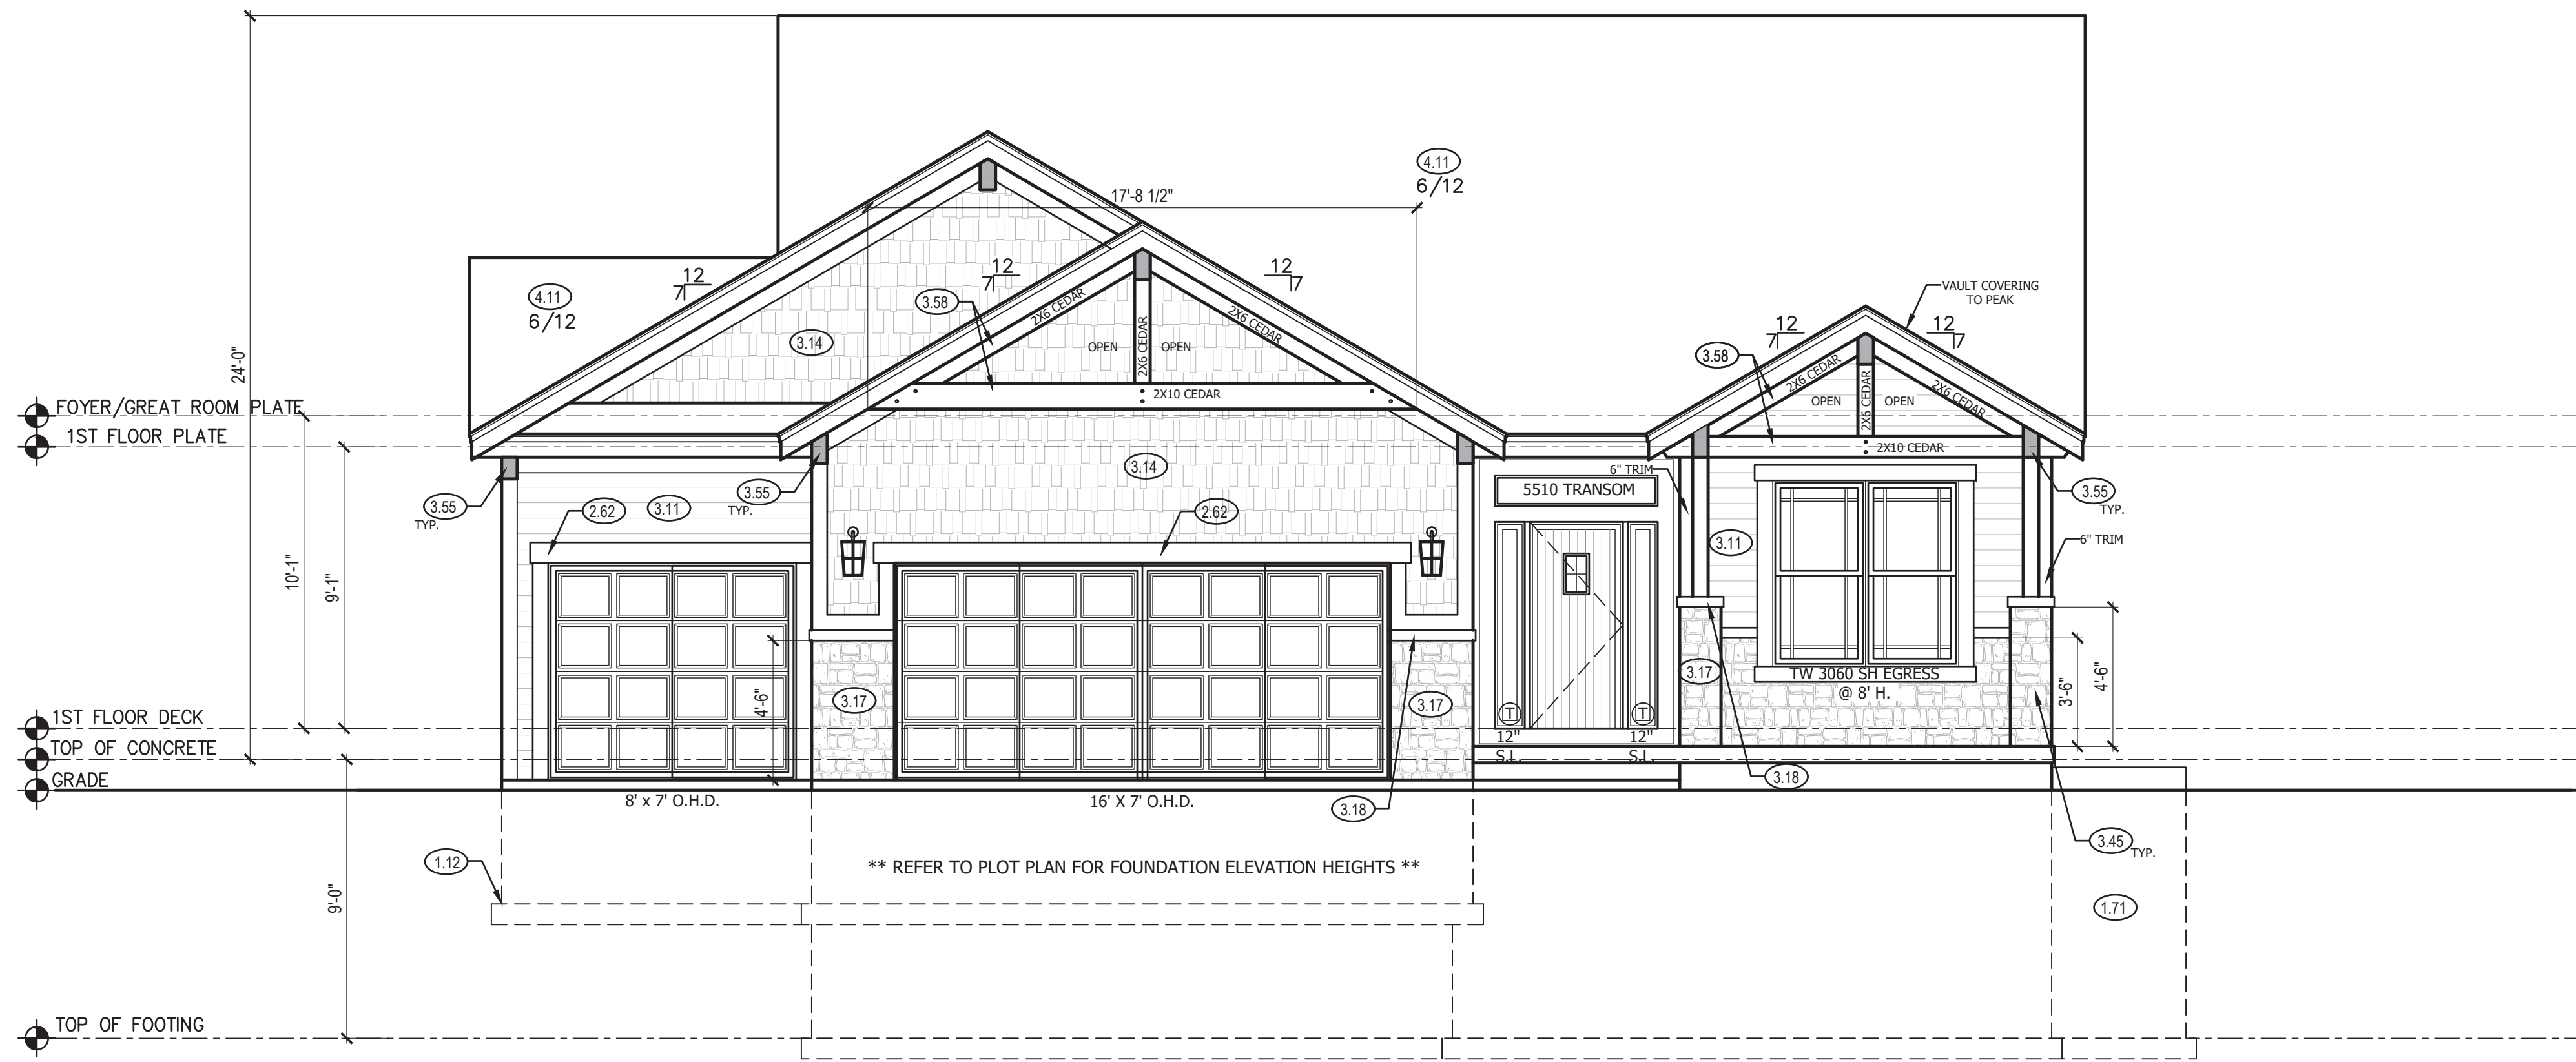 4.11
6/12
17'-8 1/2"
24'-0"
4.11
6/12
12
7
12
7
12
7
3.58
3.14
2X6 CEDAR
2X6 CEDAR
2X6 CEDAR
OPEN
OPEN
2X10 CEDAR
VAULT COVERING
TO PEAK
12
7
12
7
3.58
2X6 CEDAR
2X6 CEDAR
2X6 CEDAR
OPEN
OPEN
2X10 CEDAR
FOYER/GREAT ROOM PLATE
1ST FLOOR PLATE
3.14
6" TRIM
5510 TRANSOM
3.55
TYP.
3.11
2.62
3.55
TYP.
2.62
3.55
TYP.
3.11
6" TRIM
10'-1"
9'-1"
4'-6"
3.17
3.17
3.17
TW 3060 SH EGRESS
@ 8' H.
3'-6"
4'-6"
1ST FLOOR DECK
TOP OF CONCRETE
GRADE
T
T
12"
S.L.
12"
S.L.
3.18
8' x 7' O.H.D.
16' X 7' O.H.D.
3.18
3.45
TYP.
1.12
** REFER TO PLOT PLAN FOR FOUNDATION ELEVATION HEIGHTS **
9'-0"
1.71
TOP OF FOOTING